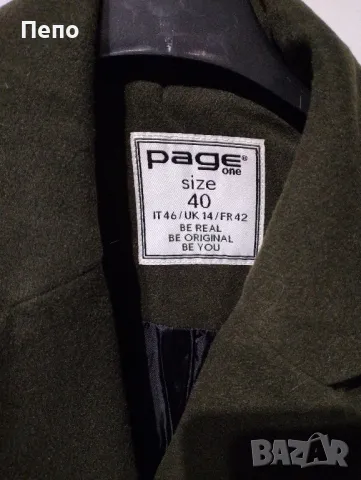 Пепо
page®
one
size
40
IT 46 / UK 14 / FR 42
BE REAL
BE ORIGINAL
BE YOU
BAZAR